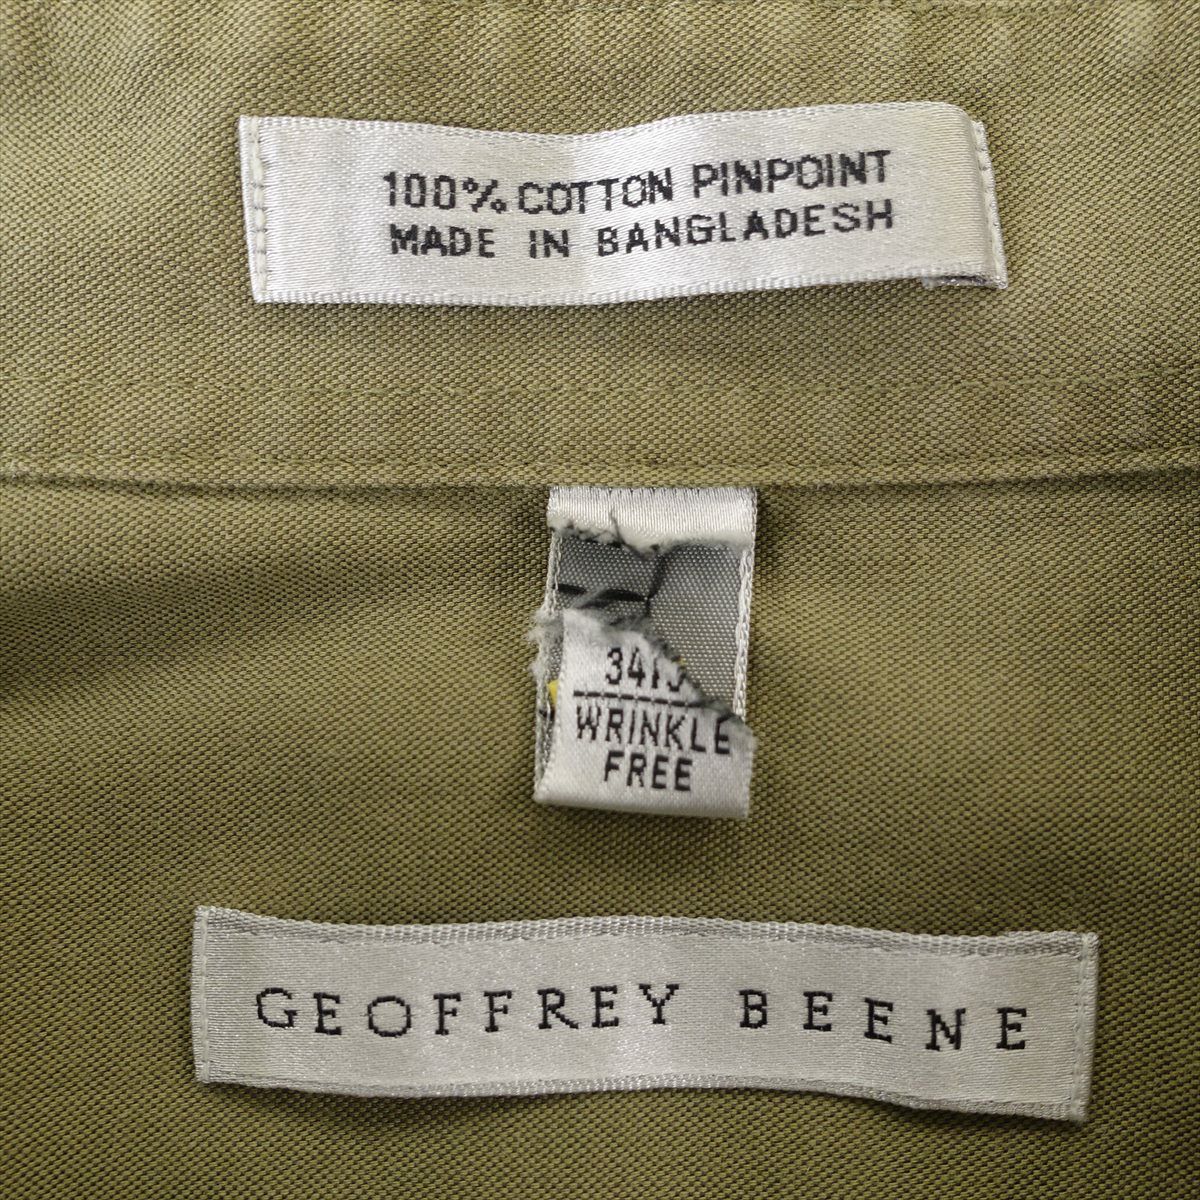 100% COTTON PINPOINT
MADE IN BANGLADESH
WRINKLE
FREE
GEOFFREY BEENE